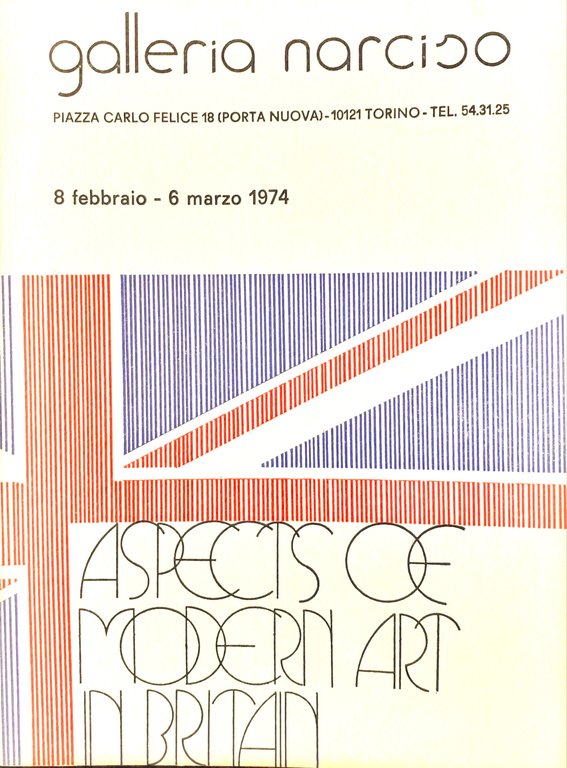 galleria narciso
PIAZZA CARLO FELICE 18 (PORTA NUOVA)-10121 TORINO-TEL. 54.31.25
8 febbraio - 6 marzo 1974
ASPECTS OF
MODERN ART
IN BRITAIN